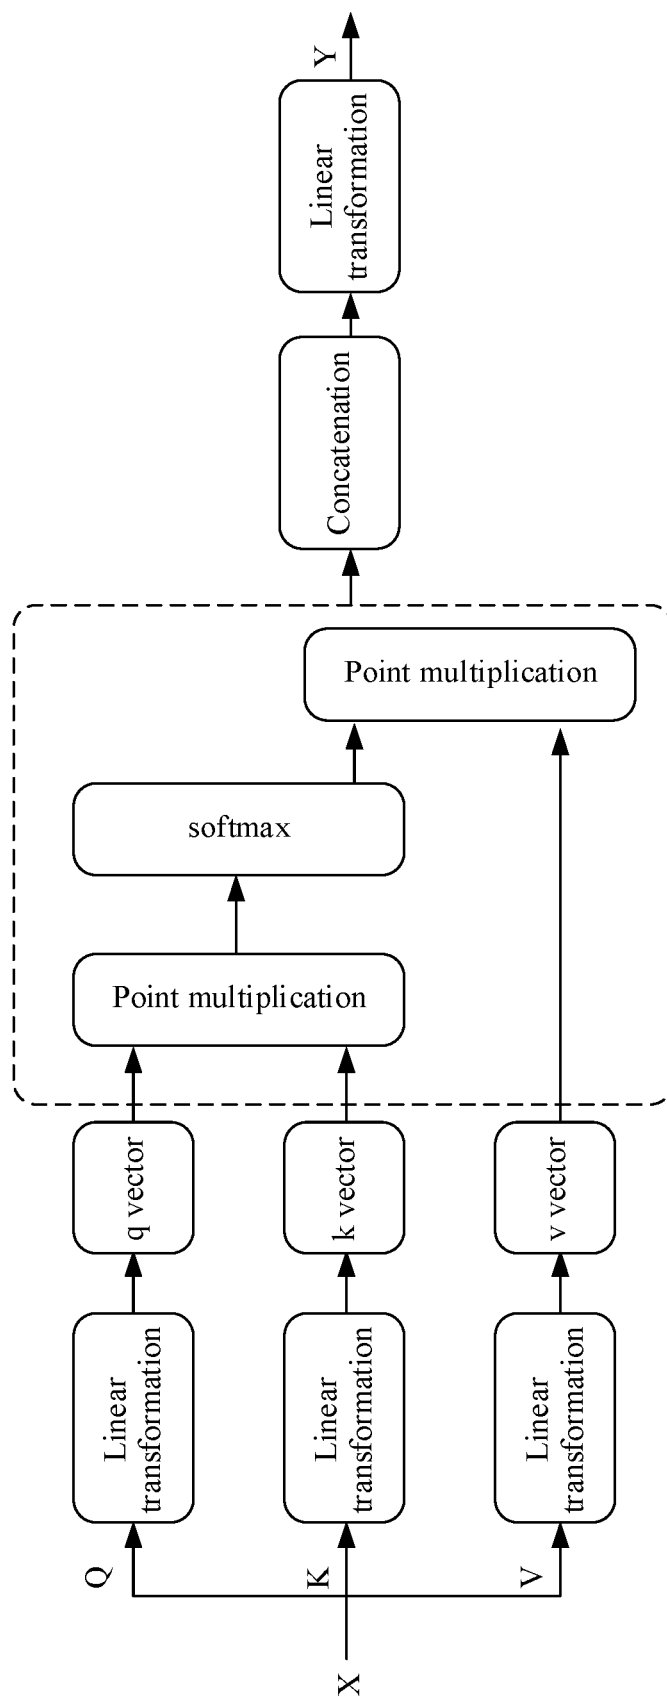 X
Q
K
V
Linear
transformation
Linear
transformation
Linear
transformation
q vector
k vector
v vector
Point multiplication
softmax
Point multiplication
Concatenation
Linear
transformation
Y